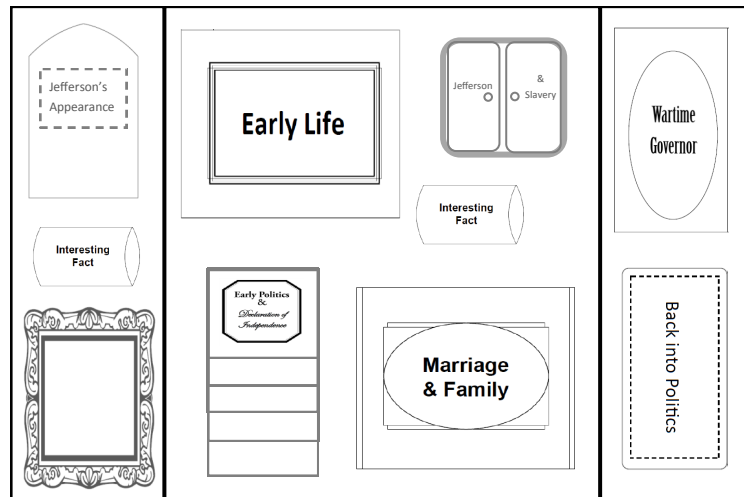 Jefferson's
Appearance
Interesting
Fact
Early Life
Jefferson
& 
Slavery
Interesting
Fact
Early Politics
&
Declaration of
Independence
Marriage
& Family
Wartime
Governor
Back into Politics